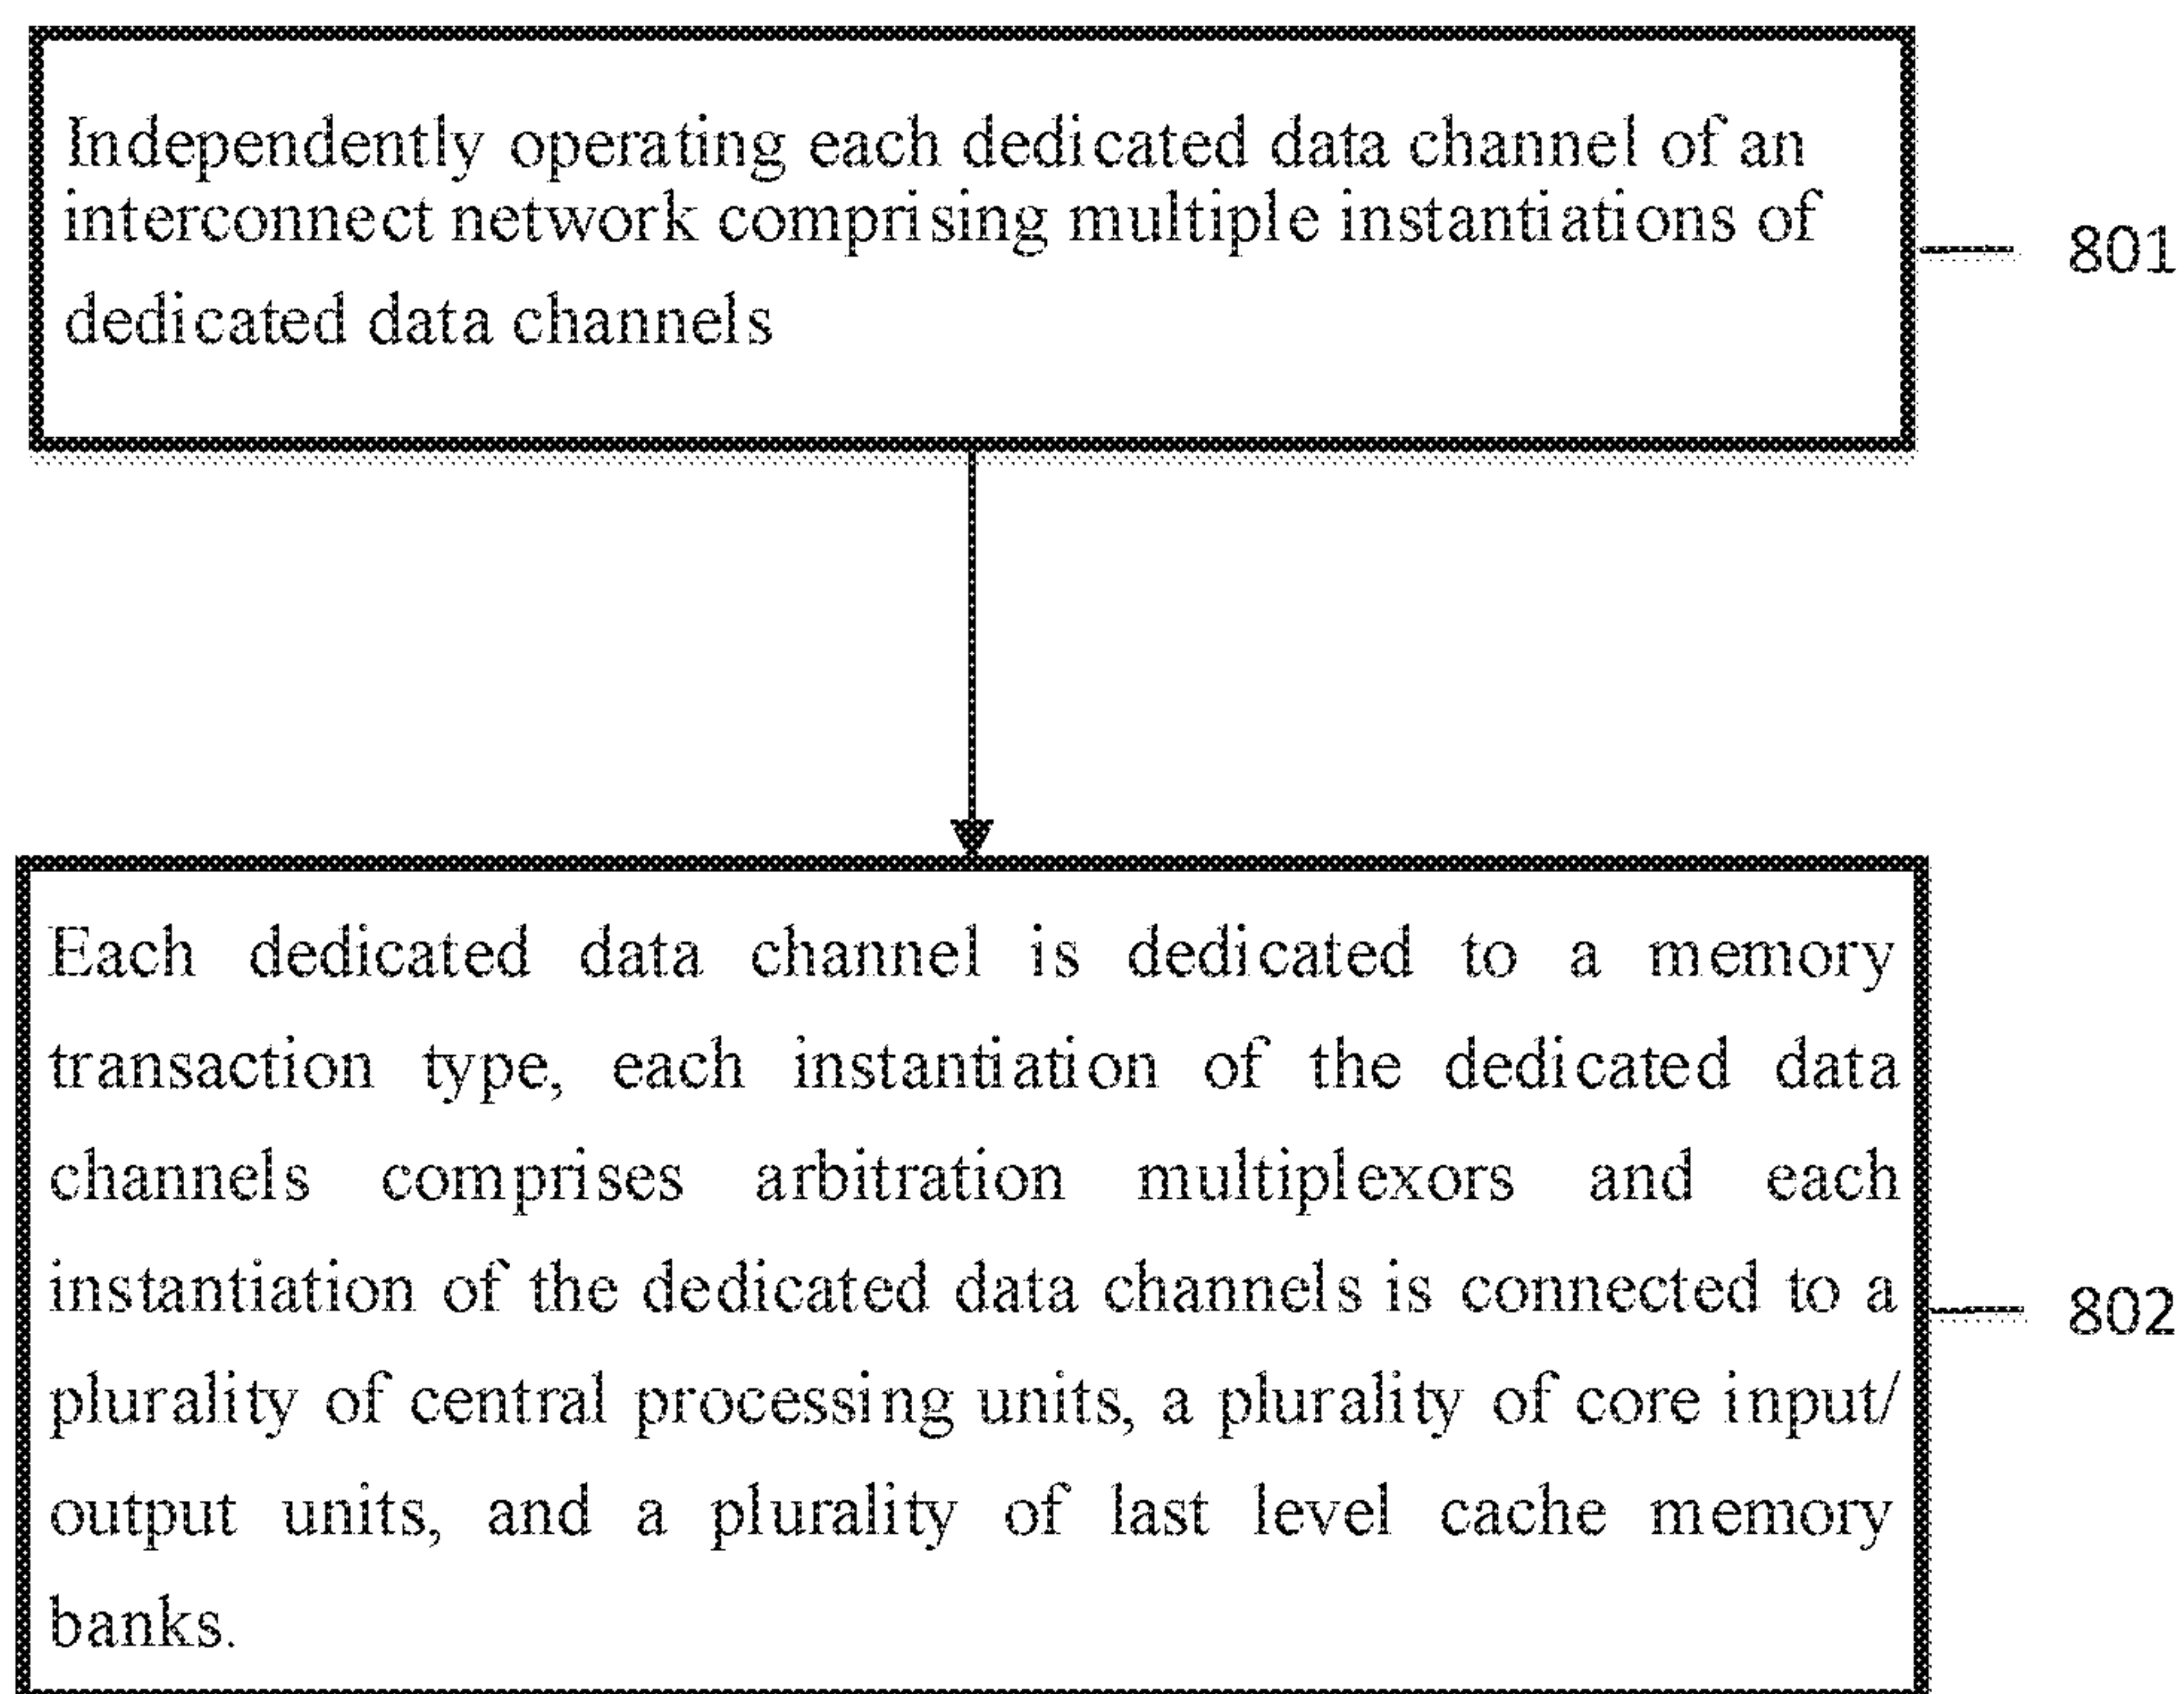 Independently operating each dedicated data channel of an
interconnect network comprising multiple instantiations of
dedicated data channels
801
Each dedicated data channel is dedicated to a memory
transaction type, each instantiation of the dedicated data
channels comprises arbitration multiplexors and each
instantiation of the dedicated data channels is connected to a
plurality of central processing units, a plurality of core input/
output units, and a plurality of last level cache memory
banks.
802